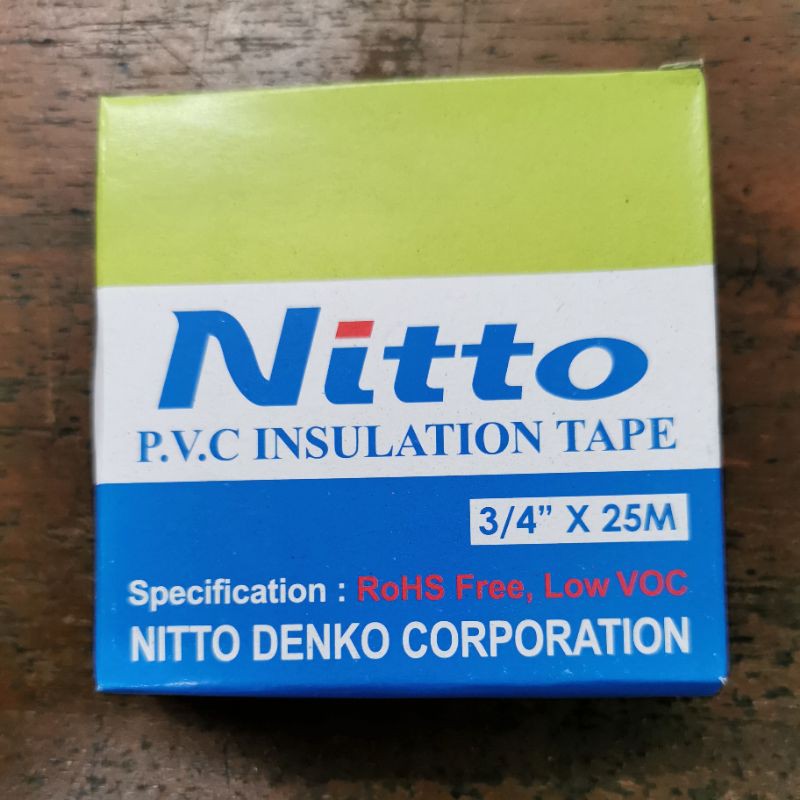 Nitto
P.V.C INSULATION TAPE
3/4” X 25M
Specification : RoHS Free, Low VOC
NITTO DENKO CORPORATION